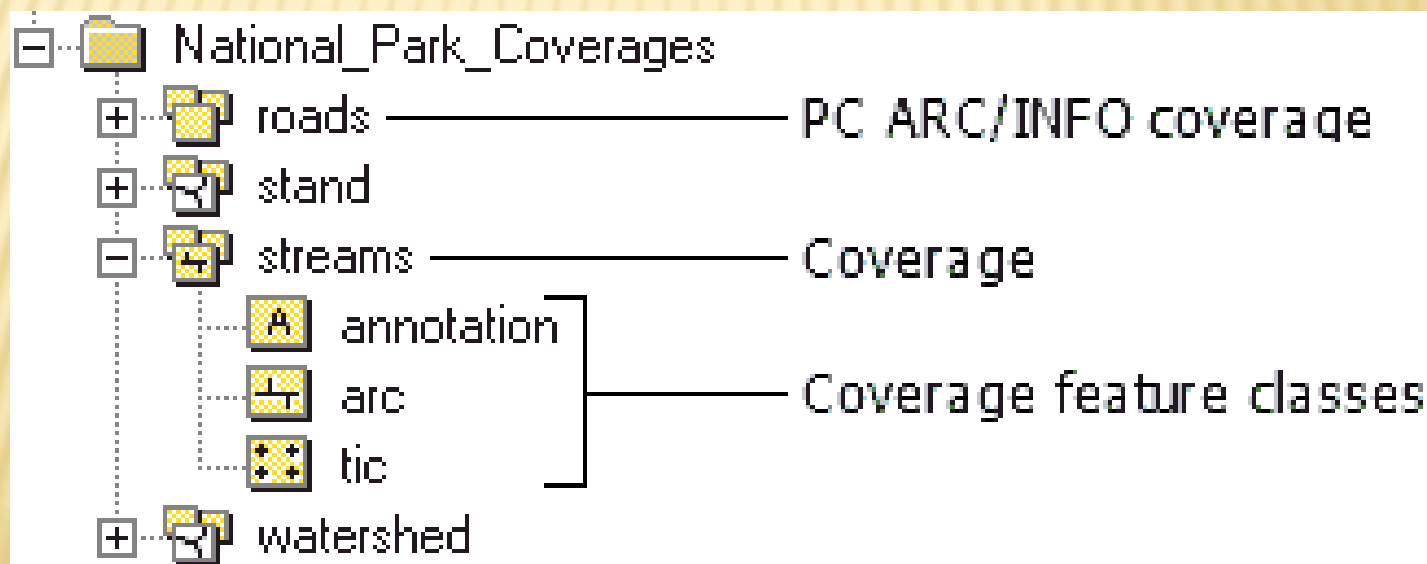 National_Park_Coverages
roads PC ARC/INFO coverage
stand
streams Coverage
A annotation
arc Coverage feature classes
tic
watershed